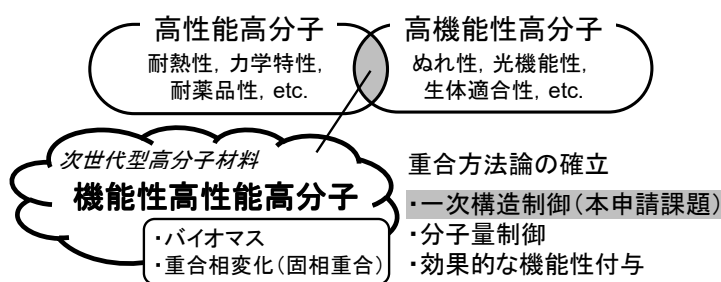 高性能高分子
耐熱性, 力学特性,
耐薬品性, etc.
高機能性高分子
ぬれ性, 光機能性,
生体適合性, etc.
次世代型高分子材料
機能性高性能高分子
・バイオマス
・重合相変化(固相重合)
重合方法論の確立
・一次構造制御(本申請課題)
・分子量制御
・効果的な機能性付与